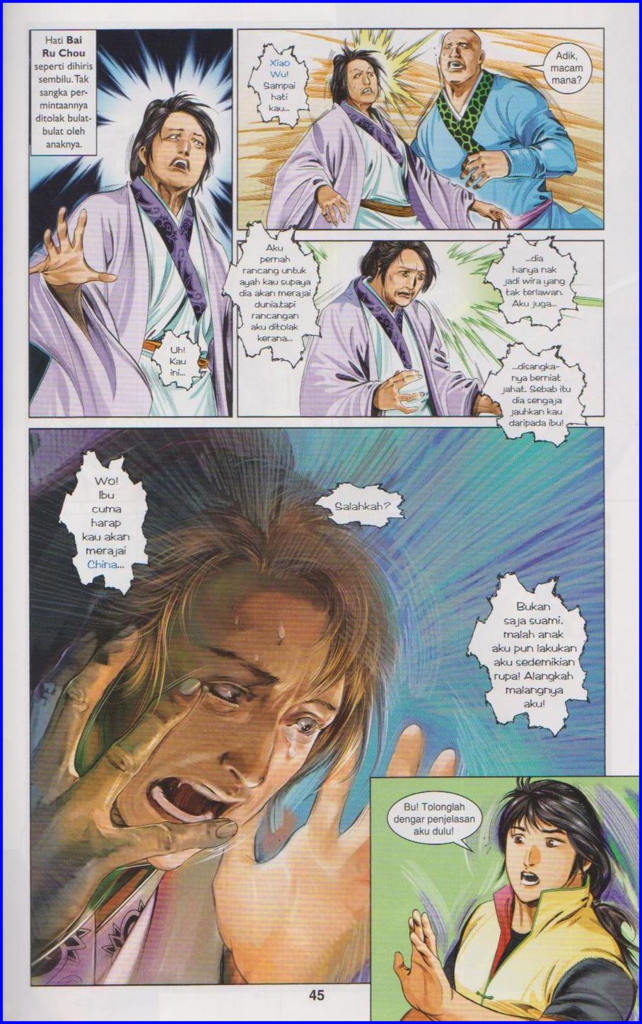 Hati Bai
Ru Chou
seperti dihiris
sembilu. Tak
sangka per-
mintaannya
ditolak bulat-
bulat oleh
anaknya.
Uh!
Kau
ini...
Xiao
Wu!
Sampai
hati
kau...
Adik,
macam
mana?
Aku
pernah
rancang untuk
ayah kau supaya
dia akan merajai
dunia,tapi
rancangan
aku ditolak
kerana...
...dia
hanya nak
jadi wira yang
tak terlawan.
Aku juga...
...disangka-
nya berniat
jahat. Sebab itu
dia sengaja
jauhkan kau
daripada ibu!
Wo!
Ibu
cuma
harap
kau akan
merajai
China...
Salahkah?
Bukan
saja suami,
malah anak
aku pun lakukan
aku sedemikian
rupa! Alangkah
malangnya
aku!
Bu! Tolonglah
dengar penjelasan
aku dulu!
45